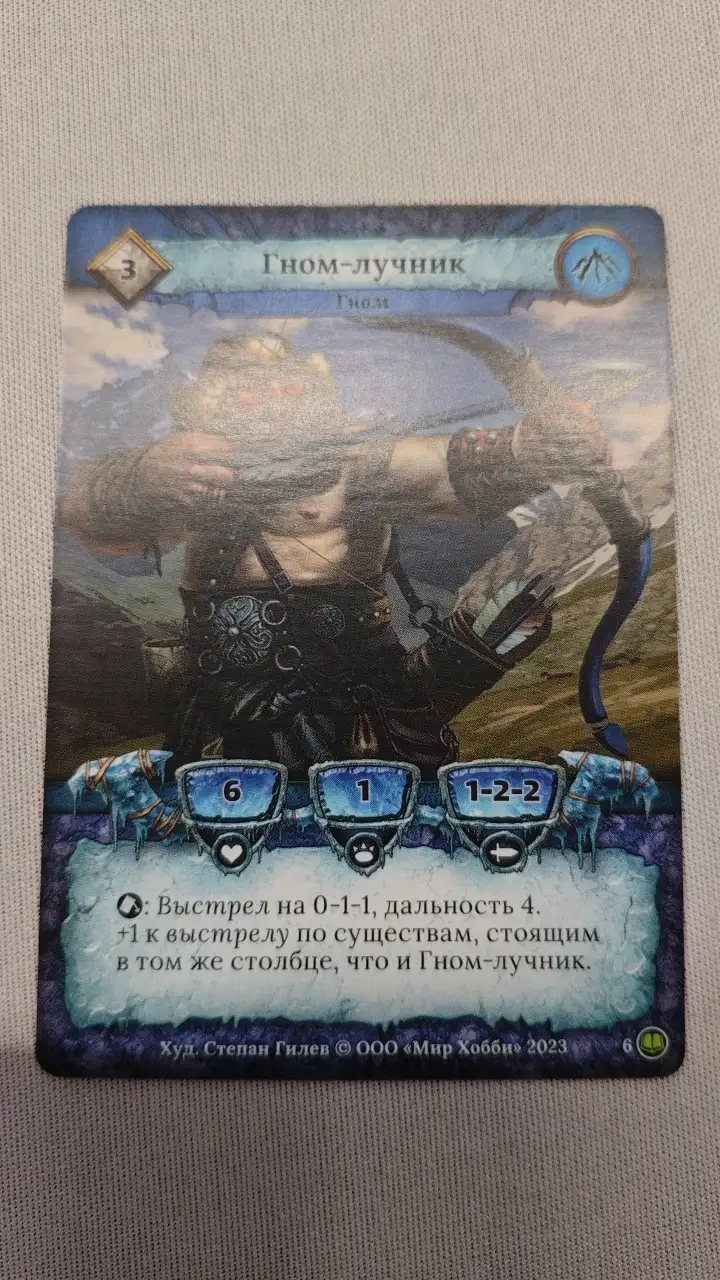 3
Гном-лучник
Гном
6
1
1-2-2
: Выстрел на 0-1-1, дальность 4.
+1 к выстрелу по существам, стоящим
в том же столбце, что и Гном-лучник.
Худ. Степан Гилев © ООО «Мир Хобби» 2023
6